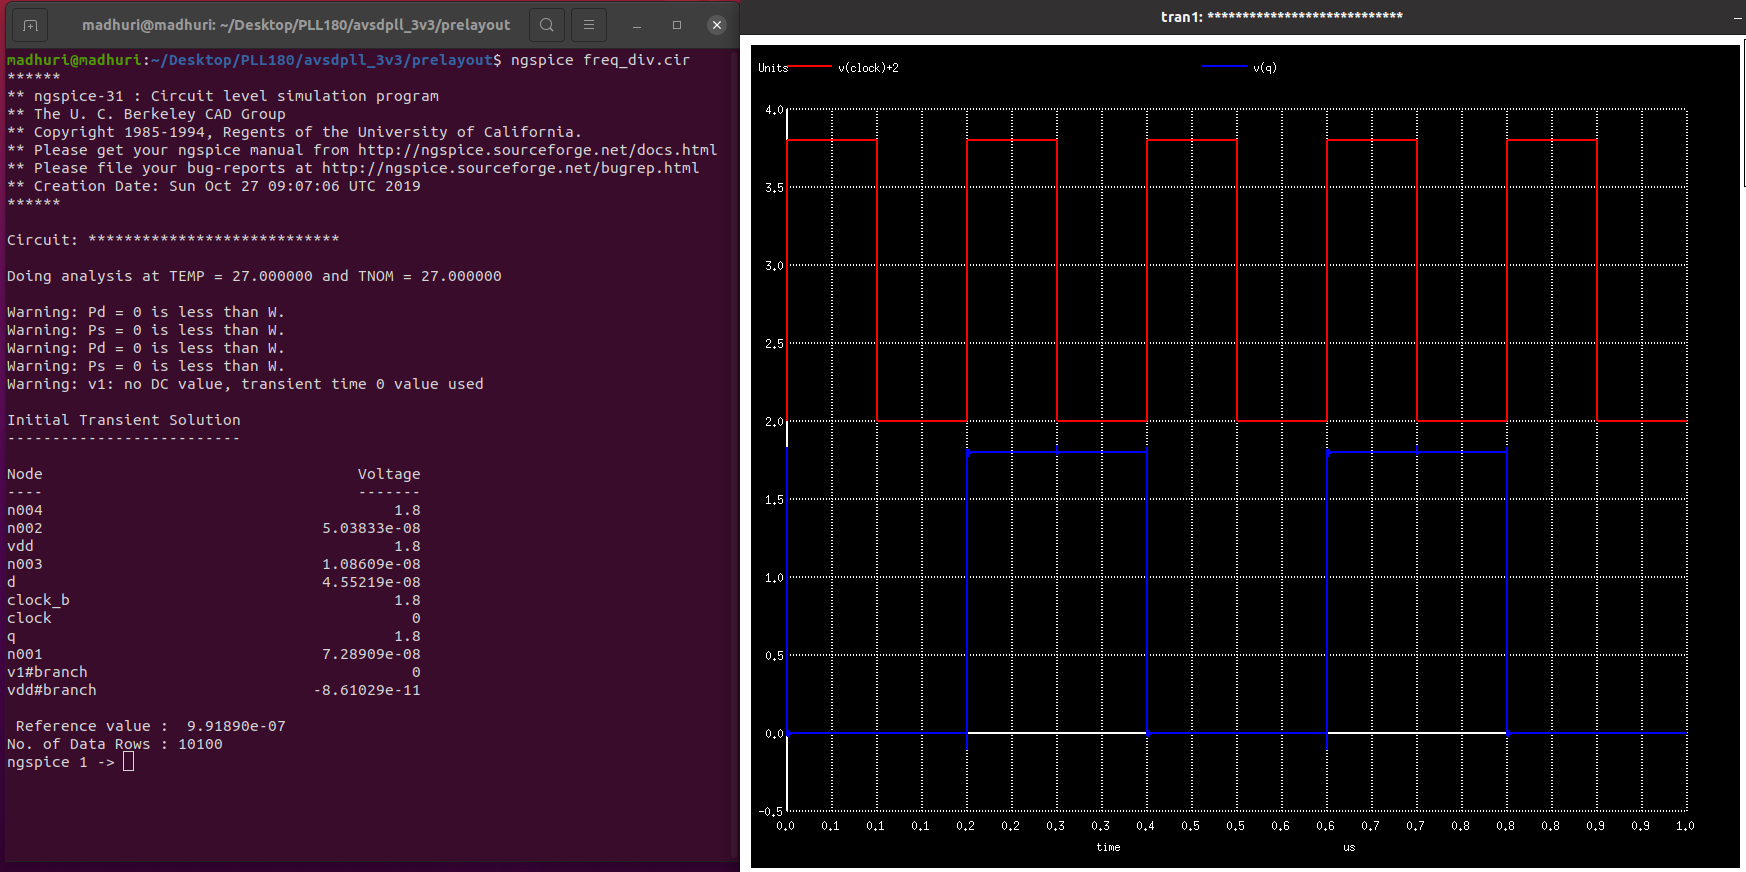 madhuri@madhuri: ~/Desktop/PLL180/avsdpll_3v3/prelayout
madhuri@madhuri:~/Desktop/PLL180/avsdpll_3v3/prelayout$ ngspice freq_div.cir
******
** ngspice-31 : Circuit level simulation program
** The U. C. Berkeley CAD Group
** Copyright 1985-1994, Regents of the University of California.
** Please get your ngspice manual from http://ngspice.sourceforge.net/docs.html
** Please file your bug-reports at http://ngspice.sourceforge.net/bugrep.html
** Creation Date: Sun Oct 27 09:07:06 UTC 2019
******
Circuit: ****************************
Doing analysis at TEMP = 27.000000 and TNOM = 27.000000
Warning: Pd = 0 is less than W.
Warning: Ps = 0 is less than W.
Warning: Pd = 0 is less than W.
Warning: Ps = 0 is less than W.
Warning: v1: no DC value, transient time 0 value used
Initial Transient Solution
--------------------------
Node Voltage
---- -------
n004 1.8
n002 5.03833e-08
vdd 1.8
n003 1.08609e-08
d 4.55219e-08
clock_b 1.8
clock 0
q 1.8
n001 7.28909e-08
v1#branch 0
vdd#branch -8.61029e-11
Reference value : 9.91890e-07
No. of Data Rows : 10100
ngspice 1 ->
tran1: ****************************
Units v(clock)+2 v(q)
4.0
3.5
3.0
2.5
2.0
1.5
1.0
0.5
0.0
-0.5
0.0 0.1 0.1 0.1 0.2 0.2 0.3 0.3 0.4 0.5 0.5 0.6 0.6 0.7 0.7 0.8 0.8 0.8 0.9 0.9 1.0
time us